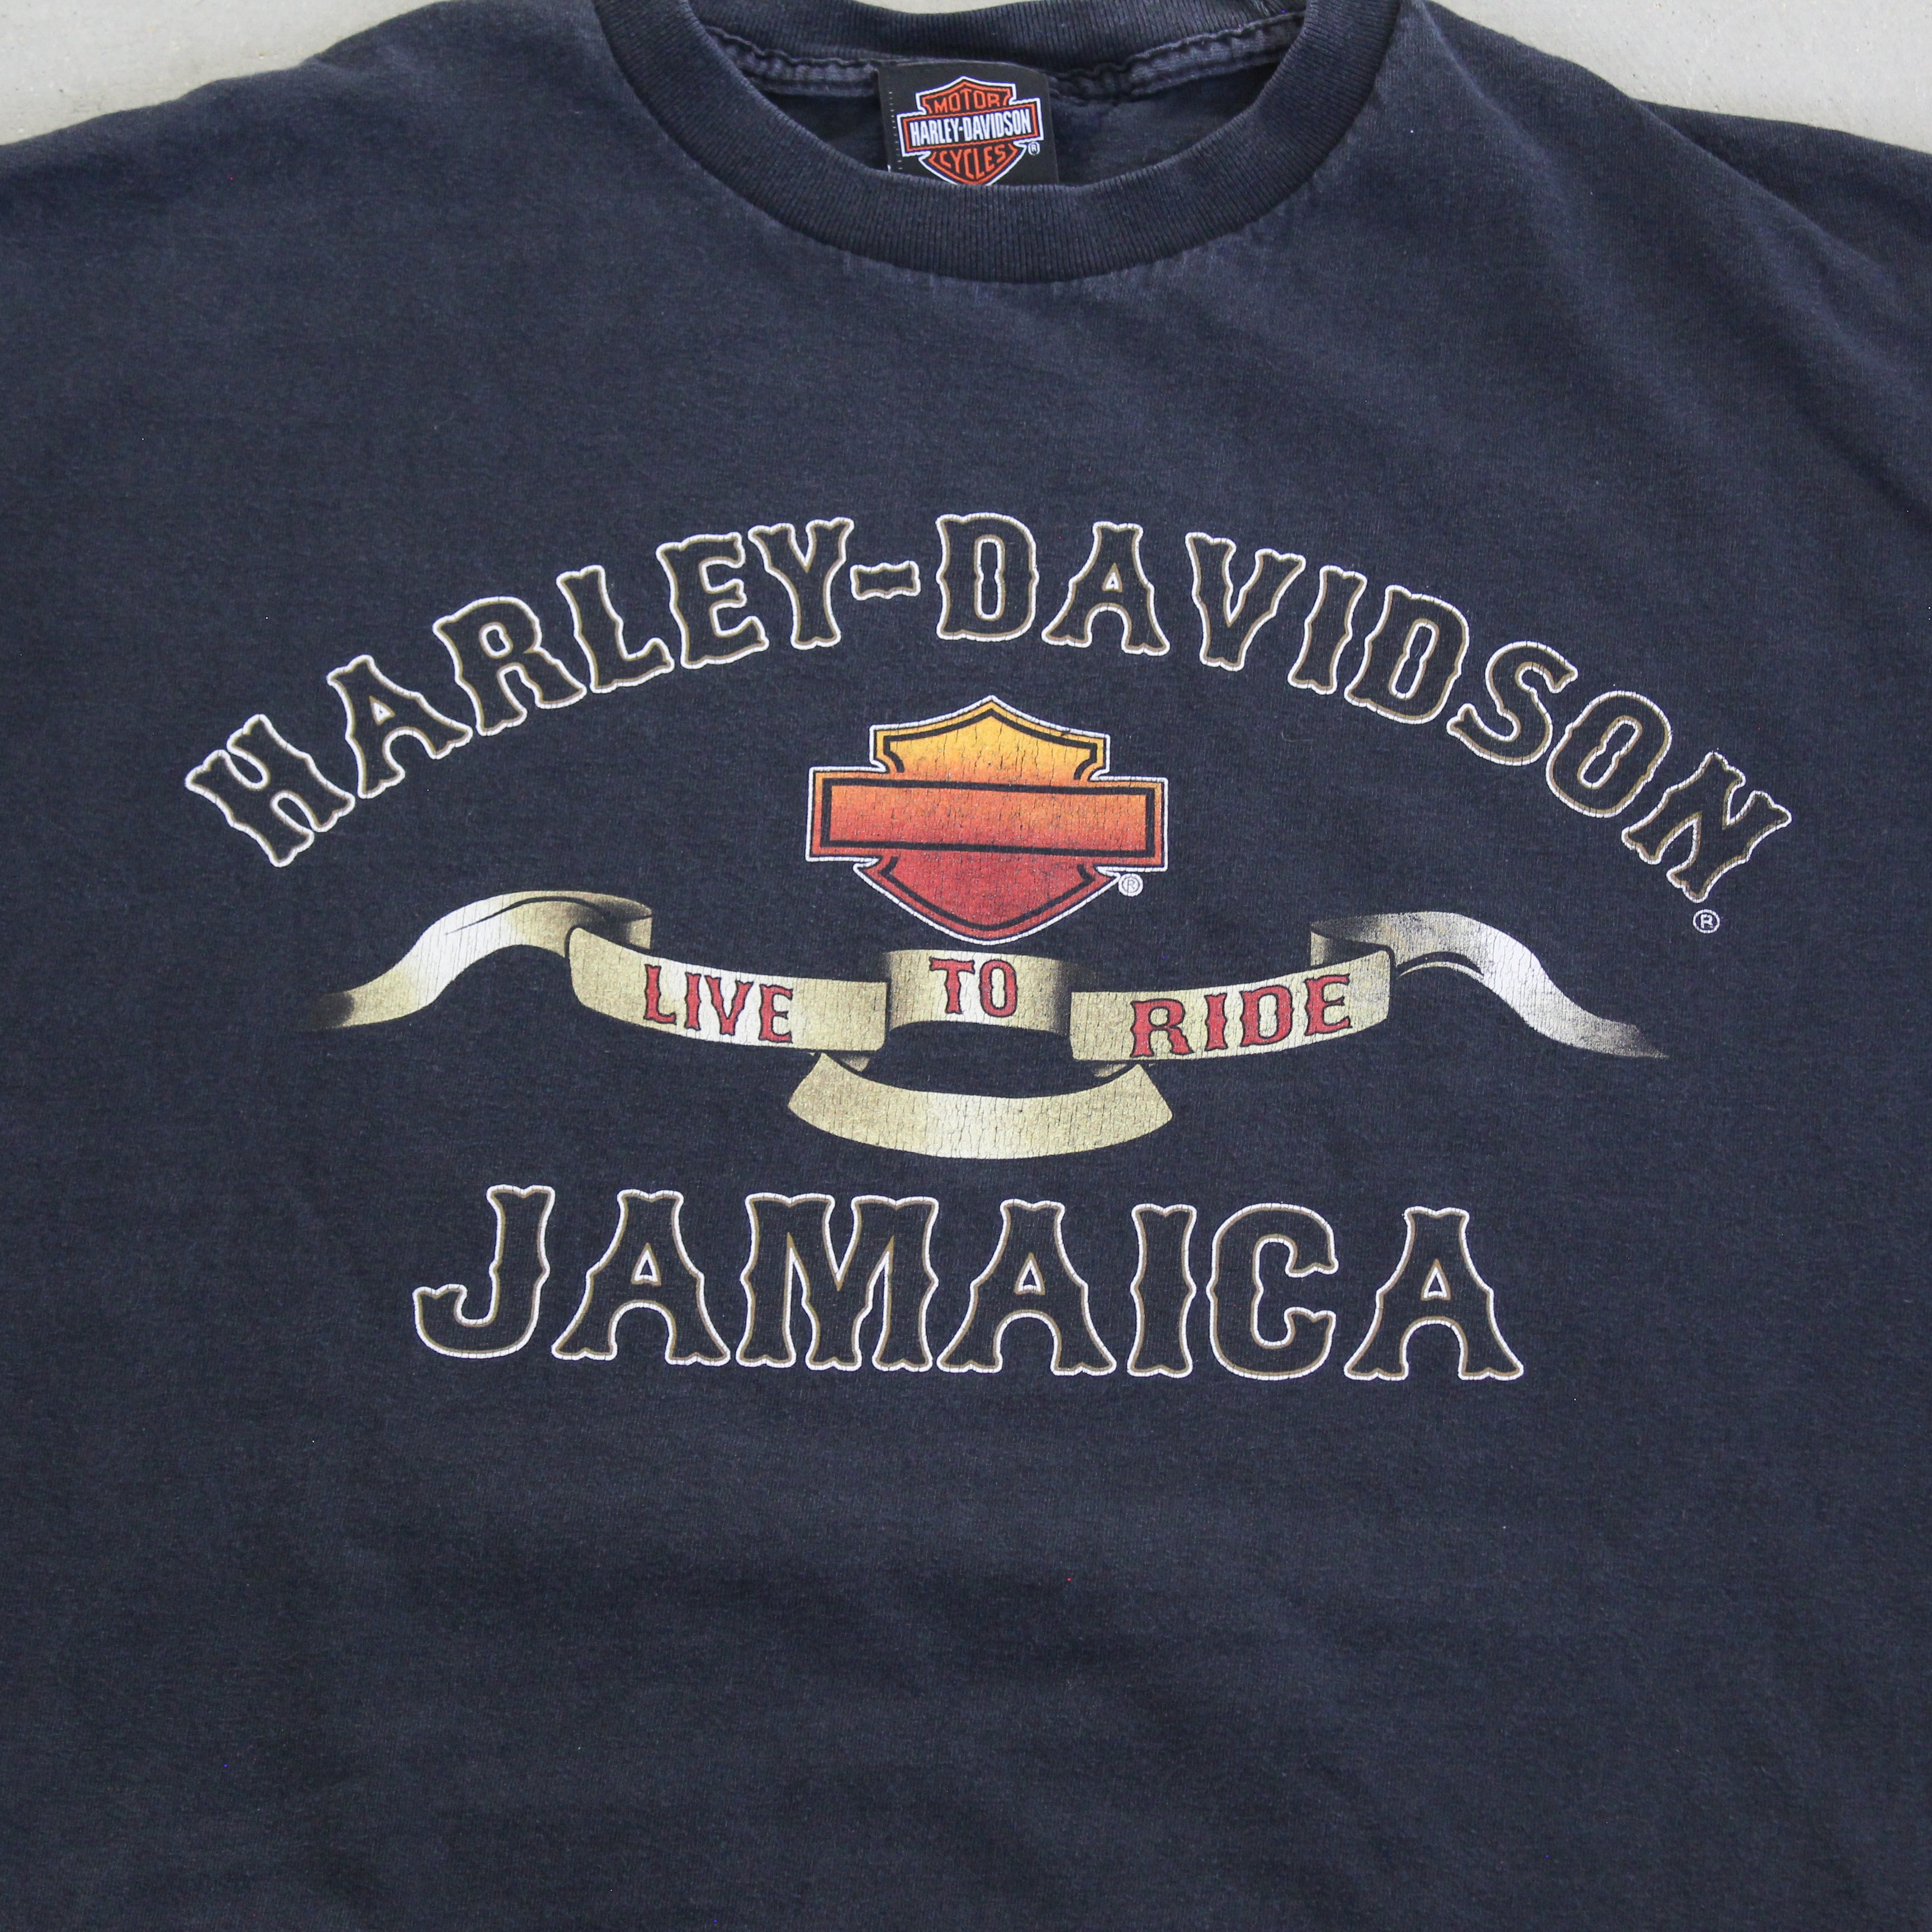 MOTOR
HARLEY-DAVIDSON
CYCLES ®
HARLEY-DAVIDSON
®
®
LIVE TO RIDE
JAMAICA